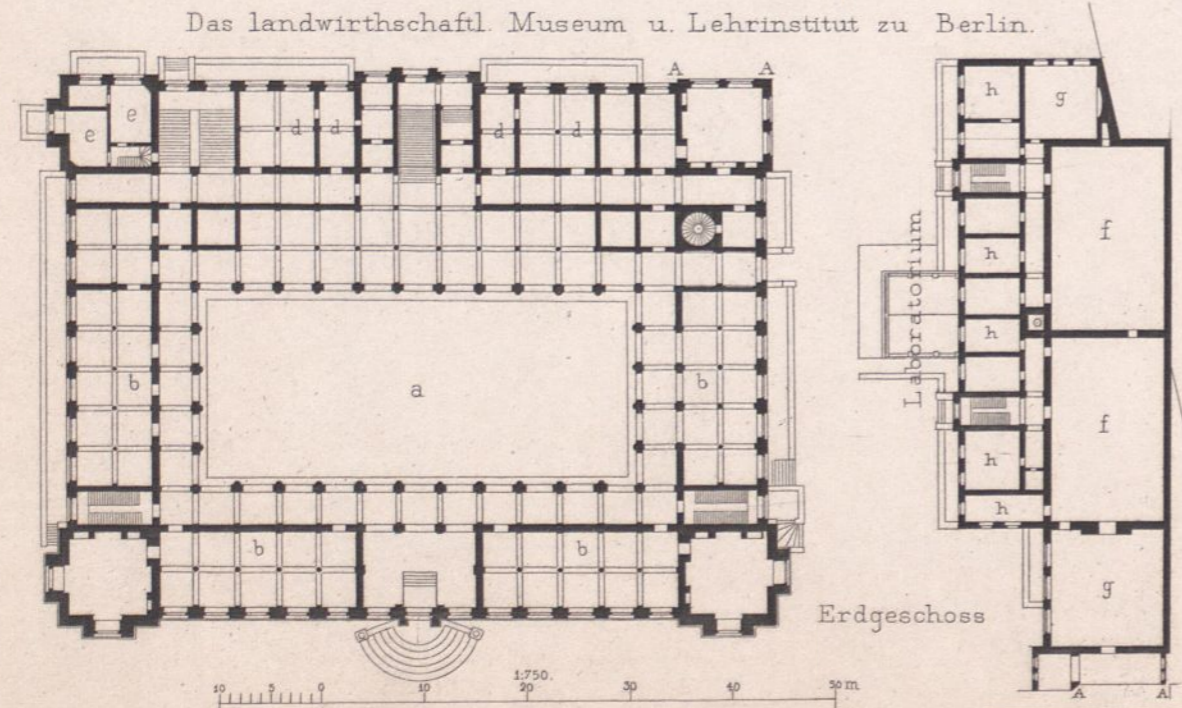 Das landwirthschaftl. Museum u. Lehrinstitut zu Berlin.
A A
e e d d d d
h g
b a b
f
Laboratorium
h
h
f
h
h
b b
g
Erdgeschoss
1:750.
10 5 0 10 20 30 40 50 m
A A